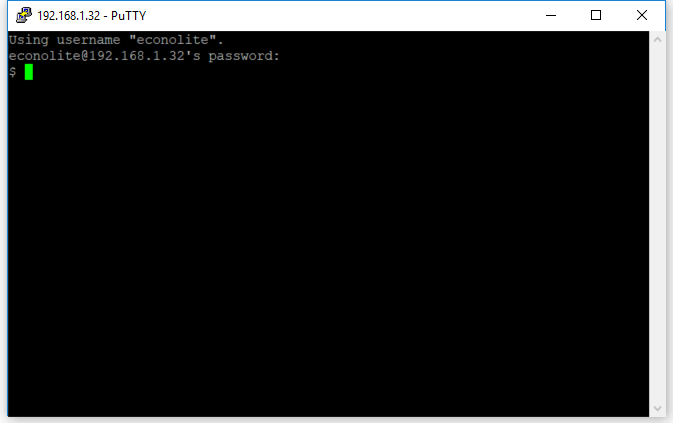 192.168.1.32 - PuTTY
Using username "econolite".
econolite@192.168.1.32's password:
$